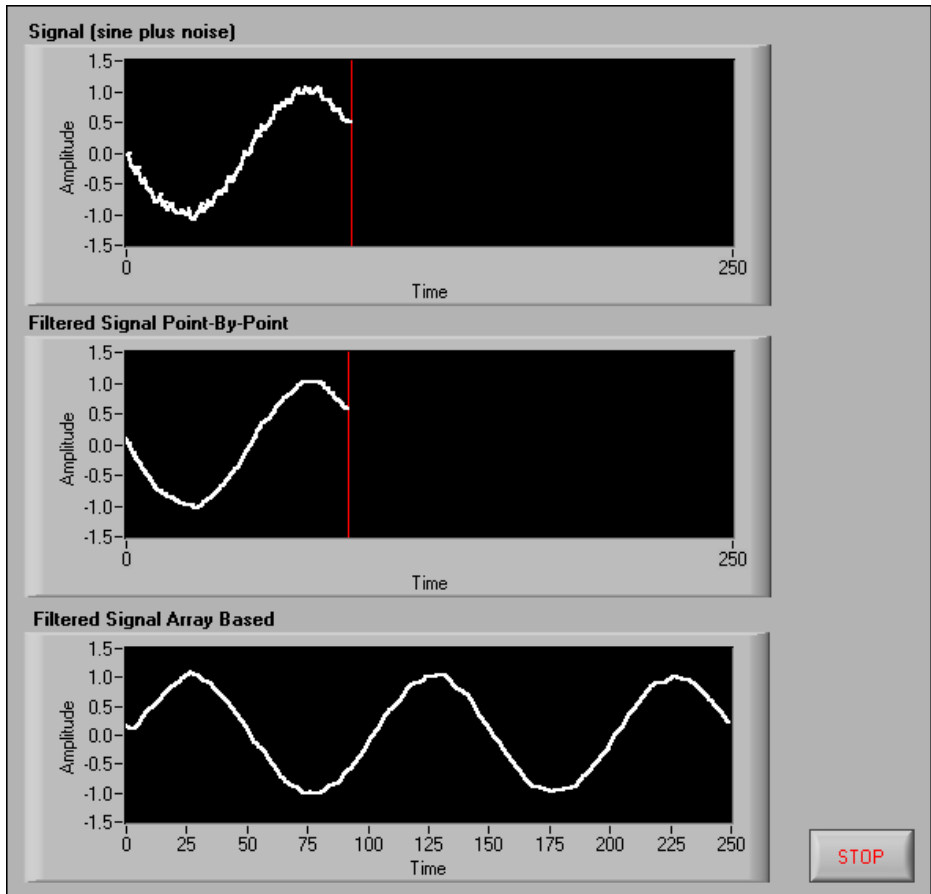 Signal (sine plus noise)
1.5
1.0
0.5
0.0
-0.5
-1.0
-1.5
Amplitude
0
250
Time
Filtered Signal Point-By-Point
1.5
1.0
0.5
0.0
-0.5
-1.0
-1.5
Amplitude
0
250
Time
Filtered Signal Array Based
1.5
1.0
0.5
0.0
-0.5
-1.0
-1.5
Amplitude
0 25 50 75 100 125 150 175 200 225 250
Time
STOP